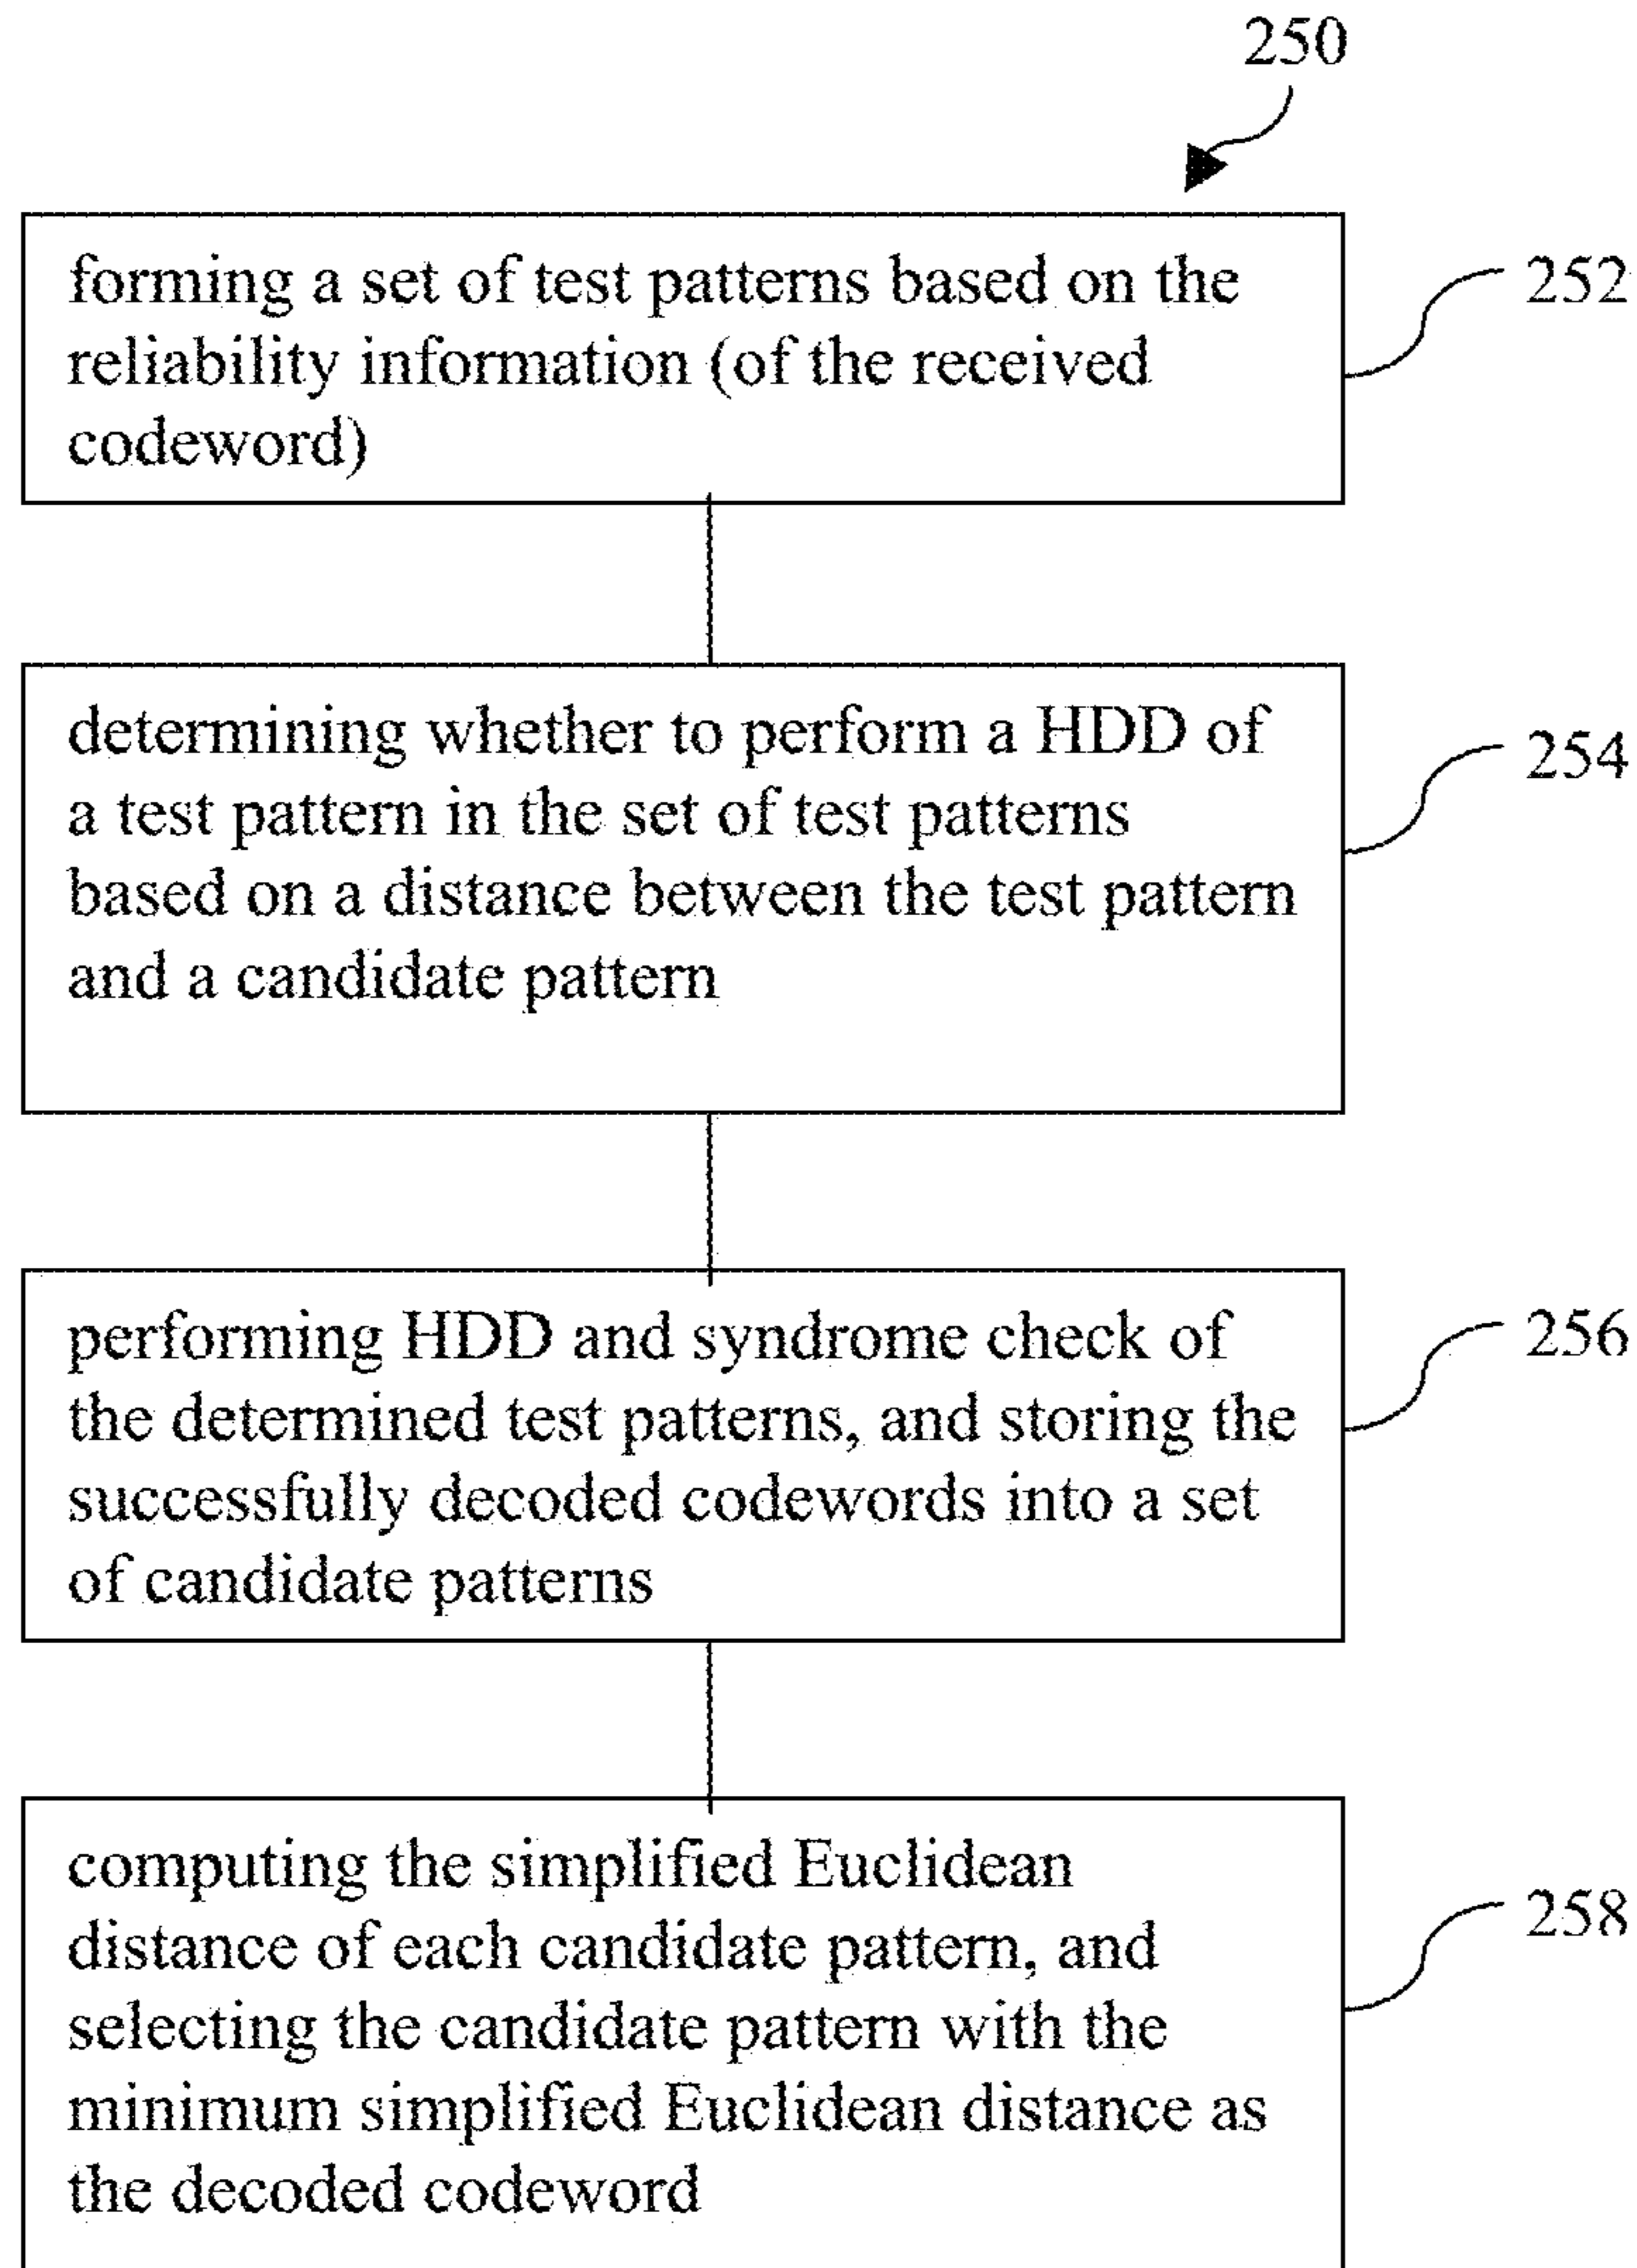 250
forming a set of test patterns based on the
reliability information (of the received
codeword)
252
determining whether to perform a HDD of
a test pattern in the set of test patterns
based on a distance between the test pattern
and a candidate pattern
254
performing HDD and syndrome check of
the determined test patterns, and storing the
successfully decoded codewords into a set
of candidate patterns
256
computing the simplified Euclidean
distance of each candidate pattern, and
selecting the candidate pattern with the
minimum simplified Euclidean distance as
the decoded codeword
258